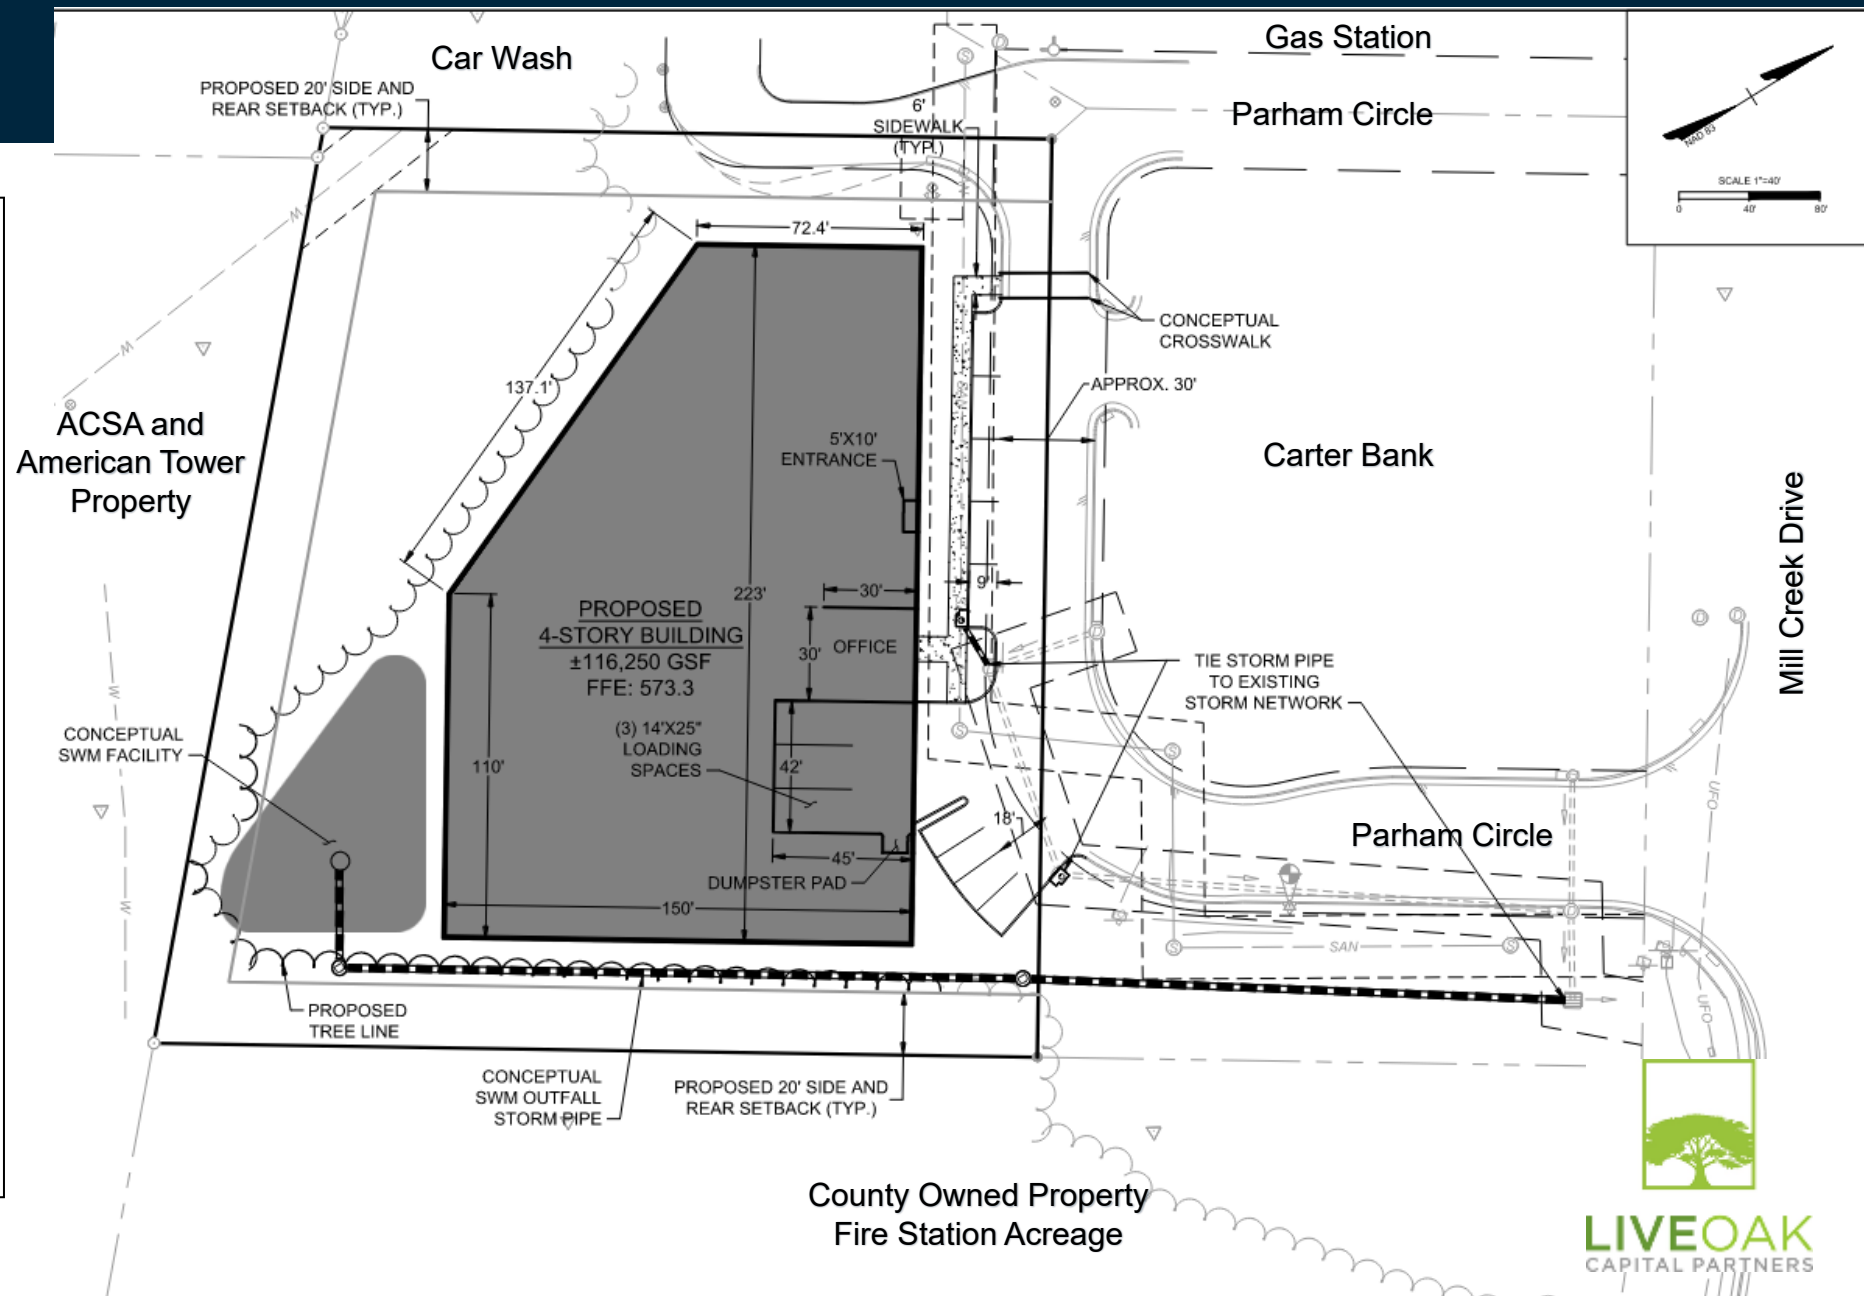 Car Wash
Gas Station
Parham Circle
PROPOSED 20' SIDE AND
REAR SETBACK (TYP.)
6'
SIDEWALK
(TYP.)
NAD 83
SCALE 1"=40'
0 40' 80'
72.4'
W
W
137.1'
CONCEPTUAL
CROSSWALK
APPROX. 30'
ACSA and
American Tower
Property
5'X10'
ENTRANCE
Carter Bank
Mill Creek Drive
9'
223'
30'
PROPOSED
4-STORY BUILDING
±116,250 GSF
FFE: 573.3
30'
OFFICE
TIE STORM PIPE
TO EXISTING
STORM NETWORK
W
CONCEPTUAL
SWM FACILITY
(3) 14'X25"
LOADING
SPACES
110'
42'
UFO
18'
Parham Circle
45'
DUMPSTER PAD
W
150'
SAN
UFO
PROPOSED
TREE LINE
CONCEPTUAL
SWM OUTFALL
STORM PIPE
PROPOSED 20' SIDE AND
REAR SETBACK (TYP.)
County Owned Property
Fire Station Acreage
LIVEOAK
CAPITAL PARTNERS